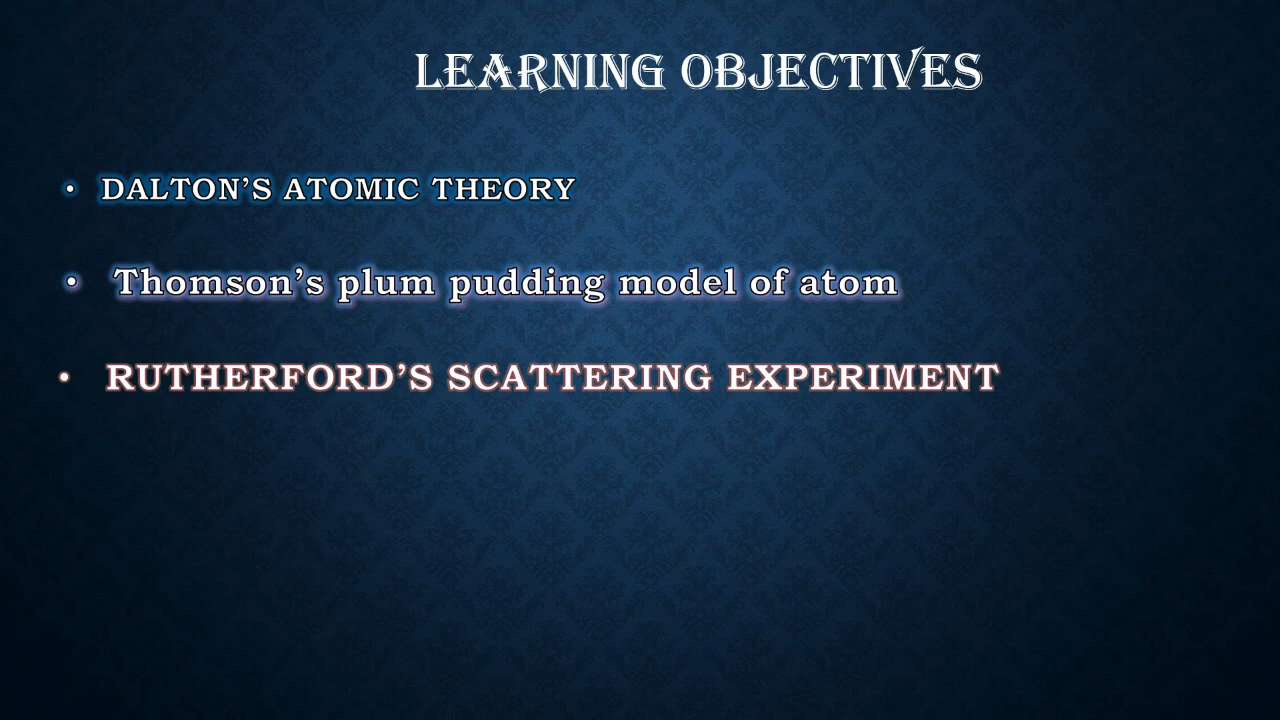 LEARNING OBJECTIVES
• DALTON’S ATOMIC THEORY
• Thomson’s plum pudding model of atom
• RUTHERFORD’S SCATTERING EXPERIMENT